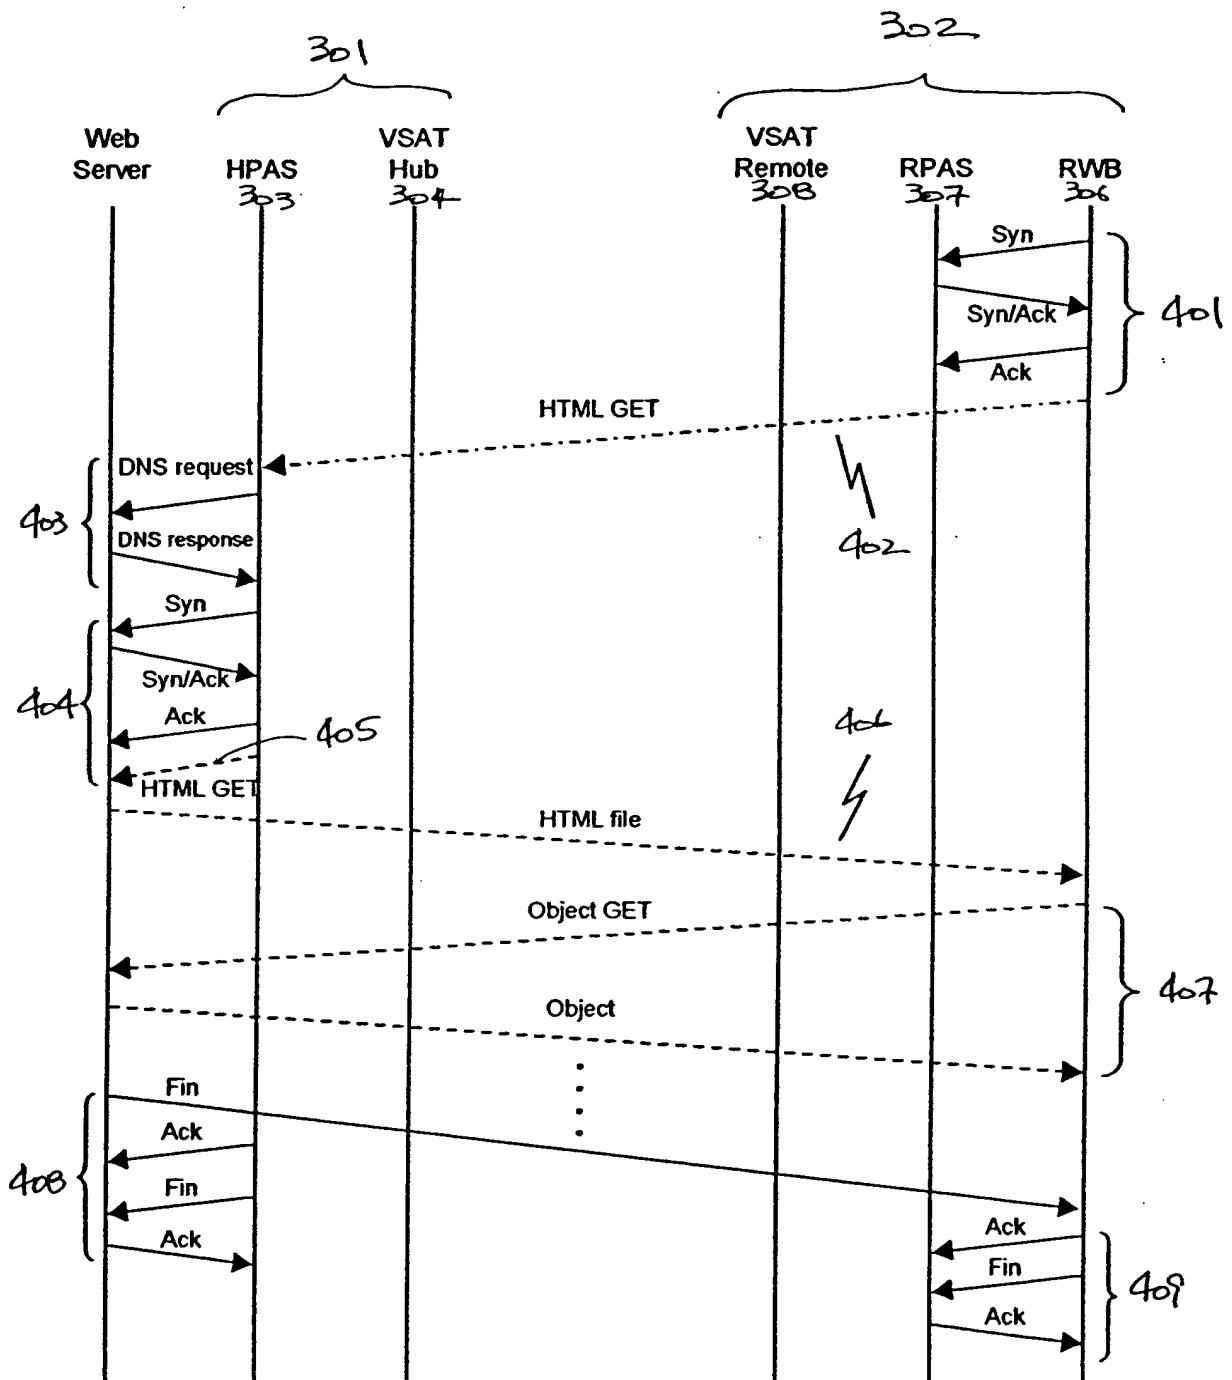 301
302
Web
Server
HPAS
303
VSAT
Hub
304
VSAT
Remote
308
RPAS
307
RWB
306
Syn
Syn/Ack
Ack
401
HTML GET
402
DNS request
DNS response
403
Syn
Syn/Ack
Ack
HTML GET
404
405
406
HTML file
Object GET
Object
407
Fin
Ack
Fin
Ack
408
Ack
Fin
Ack
409